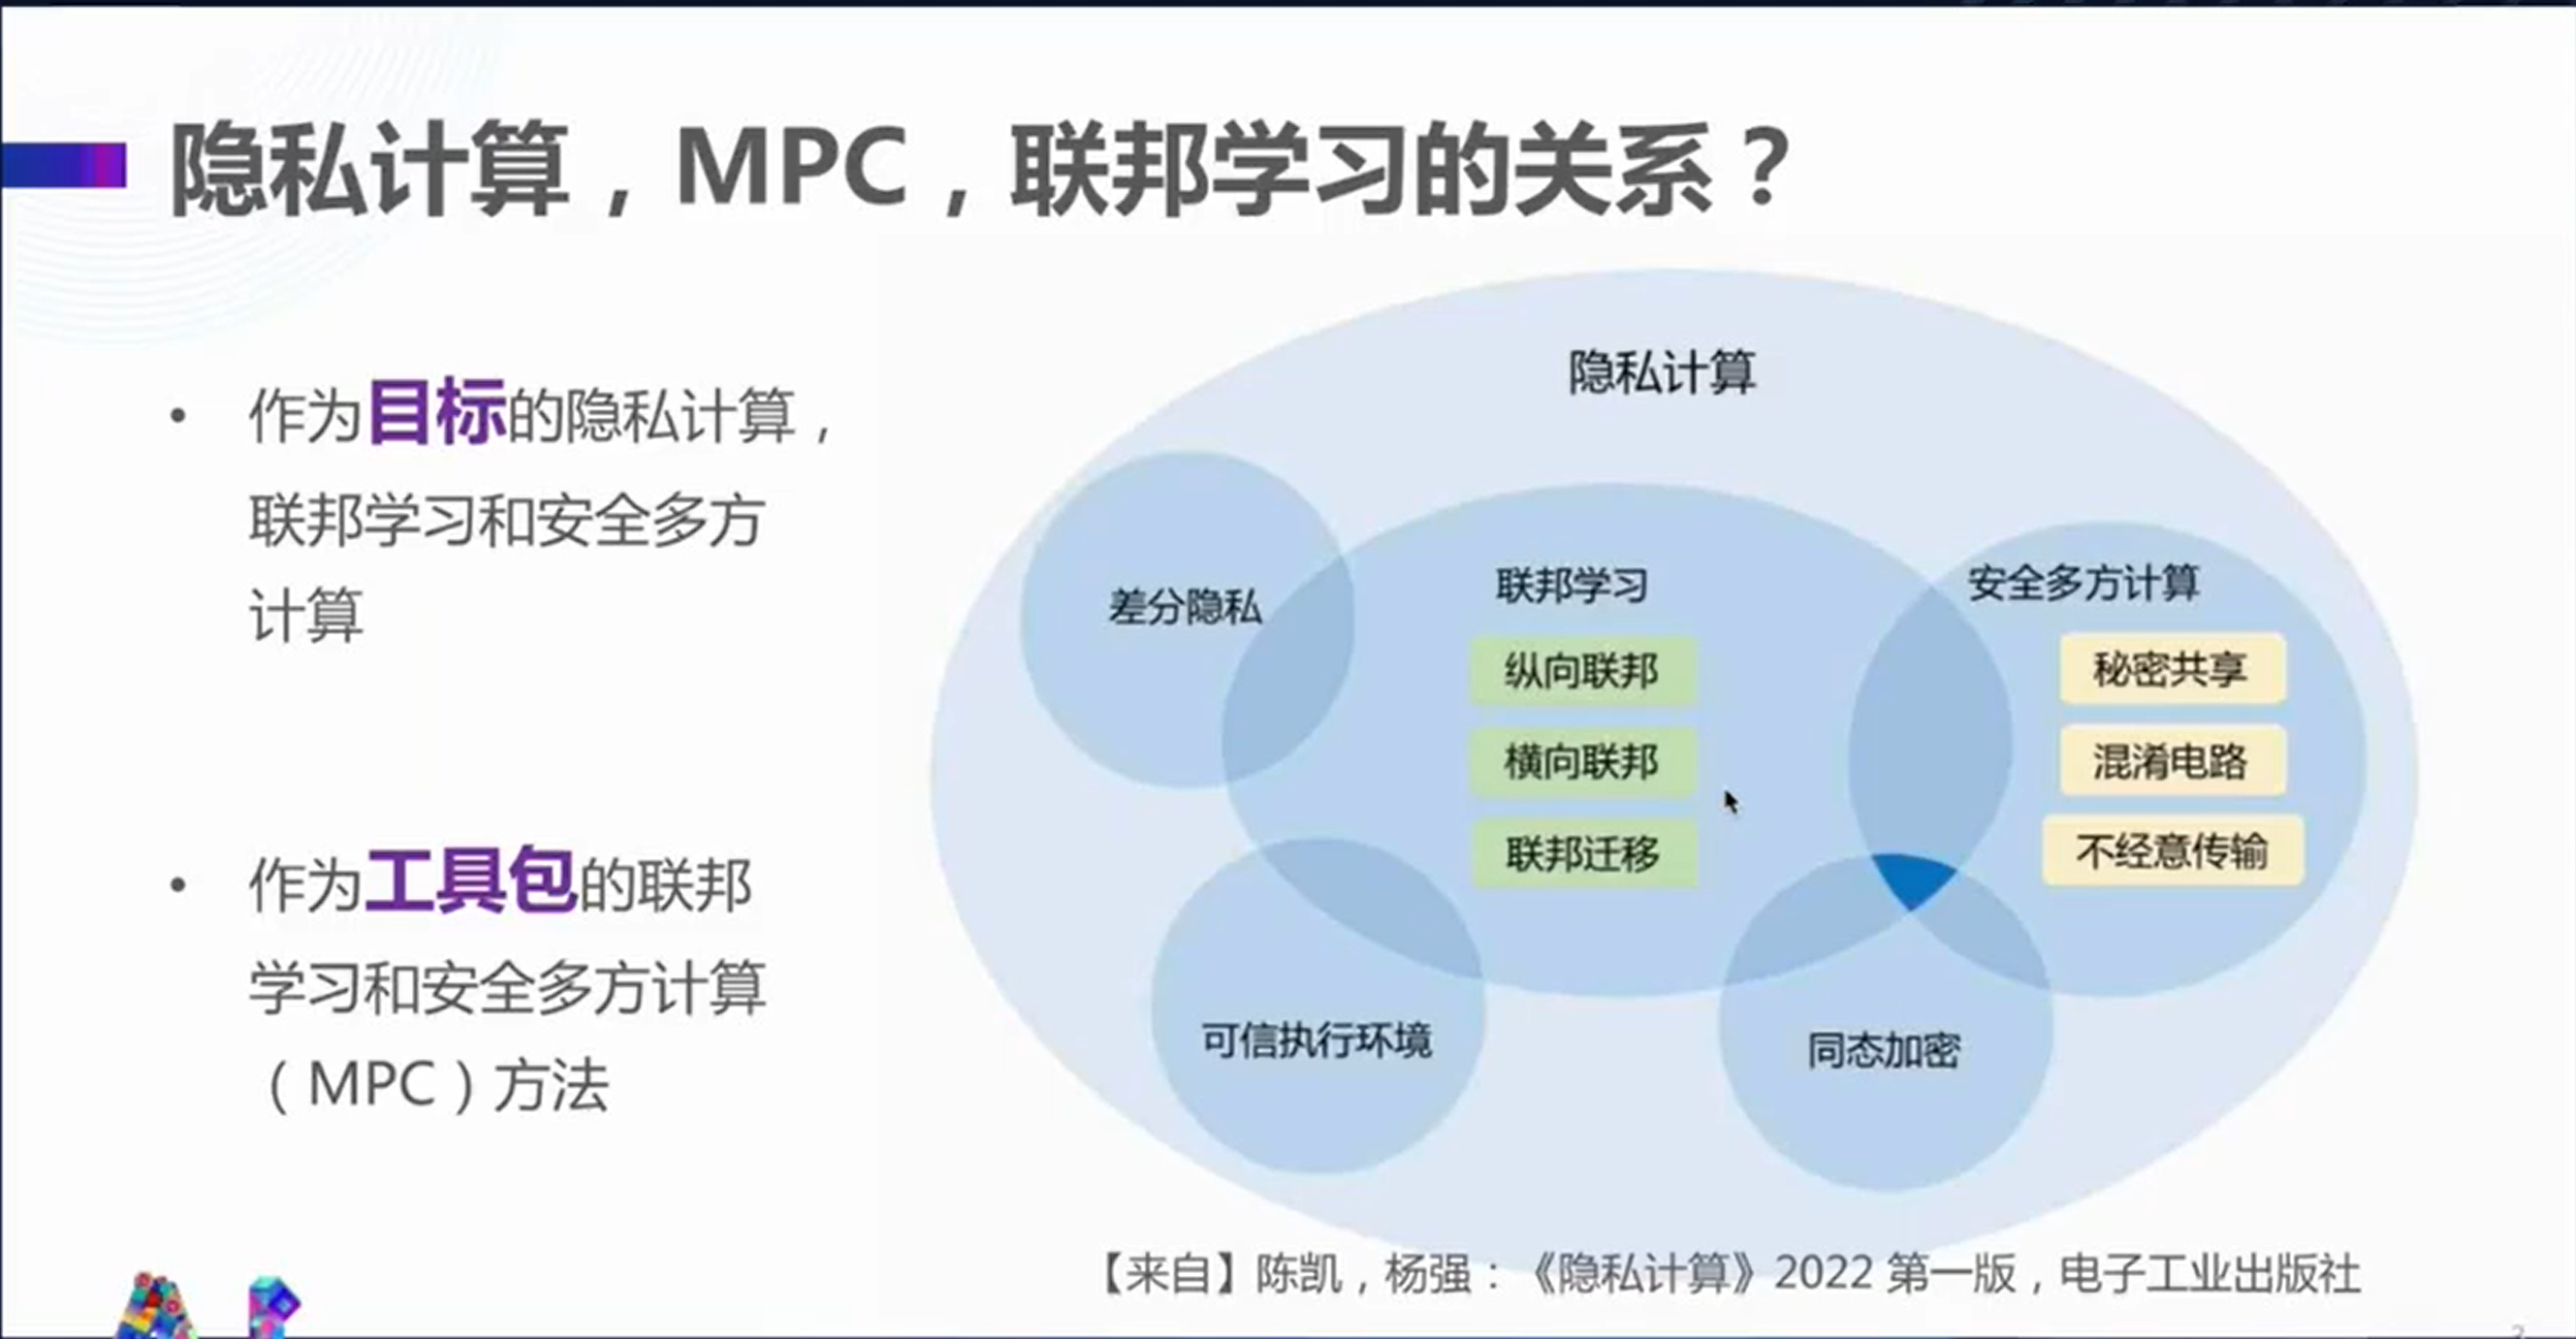 隐私计算，MPC，联邦学习的关系？
• 作为目标的隐私计算，
联邦学习和安全多方
计算
• 作为工具包的联邦
学习和安全多方计算
（MPC）方法
隐私计算
差分隐私
联邦学习
纵向联邦
横向联邦
联邦迁移
安全多方计算
秘密共享
混淆电路
不经意传输
可信执行环境
同态加密
【来自】陈凯，杨强：《隐私计算》2022 第一版，电子工业出版社